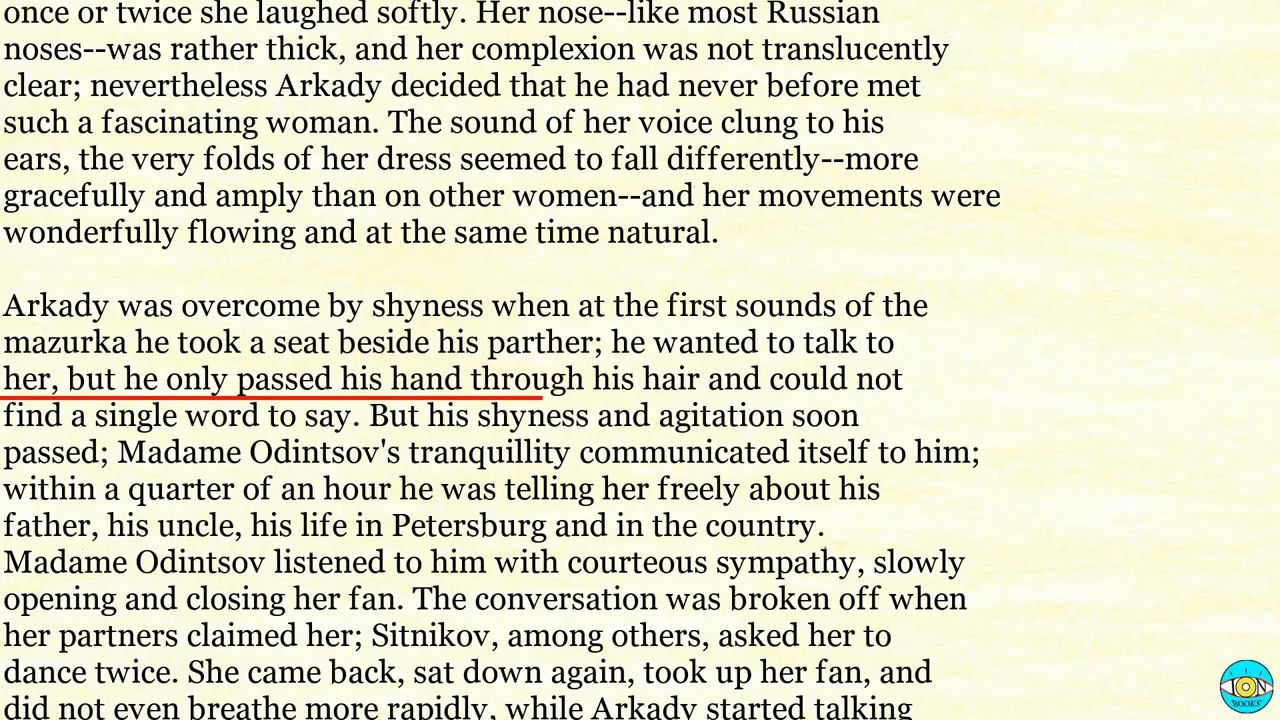 once or twice she laughed softly. Her nose--like most Russian
noses--was rather thick, and her complexion was not translucently
clear; nevertheless Arkady decided that he had never before met
such a fascinating woman. The sound of her voice clung to his
ears, the very folds of her dress seemed to fall differently--more
gracefully and amply than on other women--and her movements were
wonderfully flowing and at the same time natural.
Arkady was overcome by shyness when at the first sounds of the
mazurka he took a seat beside his parther; he wanted to talk to
her, but he only passed his hand through his hair and could not
find a single word to say. But his shyness and agitation soon
passed; Madame Odintsov's tranquillity communicated itself to him;
within a quarter of an hour he was telling her freely about his
father, his uncle, his life in Petersburg and in the country.
Madame Odintsov listened to him with courteous sympathy, slowly
opening and closing her fan. The conversation was broken off when
her partners claimed her; Sitnikov, among others, asked her to
dance twice. She came back, sat down again, took up her fan, and
did not even breathe more rapidly, while Arkady started talking
ION
BOOKS